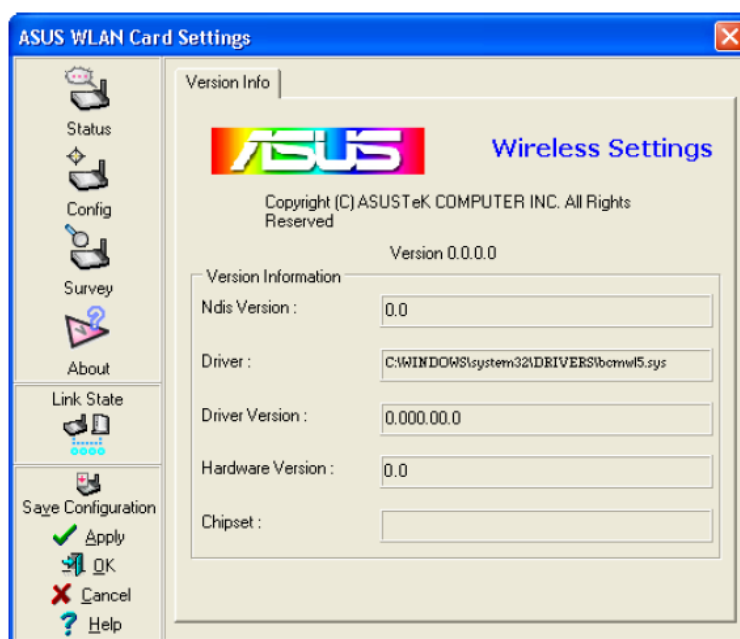 ASUS WLAN Card Settings
Status
Config
Survey
About
Link State
Save Configuration
Apply
OK
Cancel
Help
Version Info
ASUS
Wireless Settings
Copyright (C) ASUSTeK COMPUTER INC. All Rights
Reserved
Version 0.0.0.0
Version Information
Ndis Version :
0.0
Driver :
C:\WINDOWS\system32\DRIVERS\bcmwl5.sys
Driver Version :
0.000.00.0
Hardware Version :
0.0
Chipset :